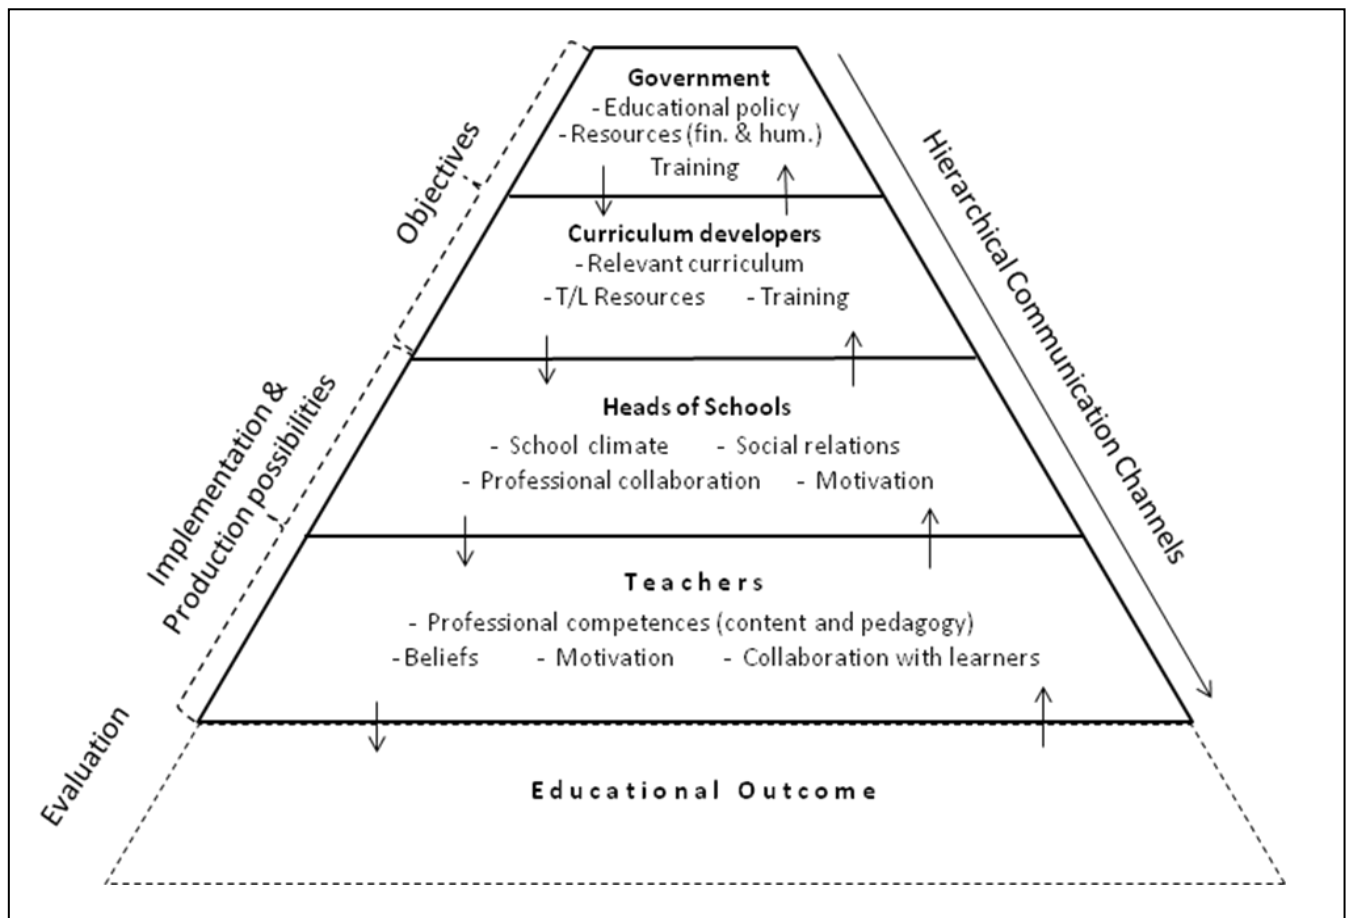 Government
- Educational policy
- Resources (fin. & hum.)
Training
Curriculum developers
- Relevant curriculum
- T/L Resources - Training
Heads of Schools
- School climate - Social relations
- Professional collaboration - Motivation
Teachers
- Professional competences (content and pedagogy)
- Beliefs - Motivation - Collaboration with learners
Educational Outcome
Objectives
Implementation &
Production possibilities
Evaluation
Hierarchical Communication Channels